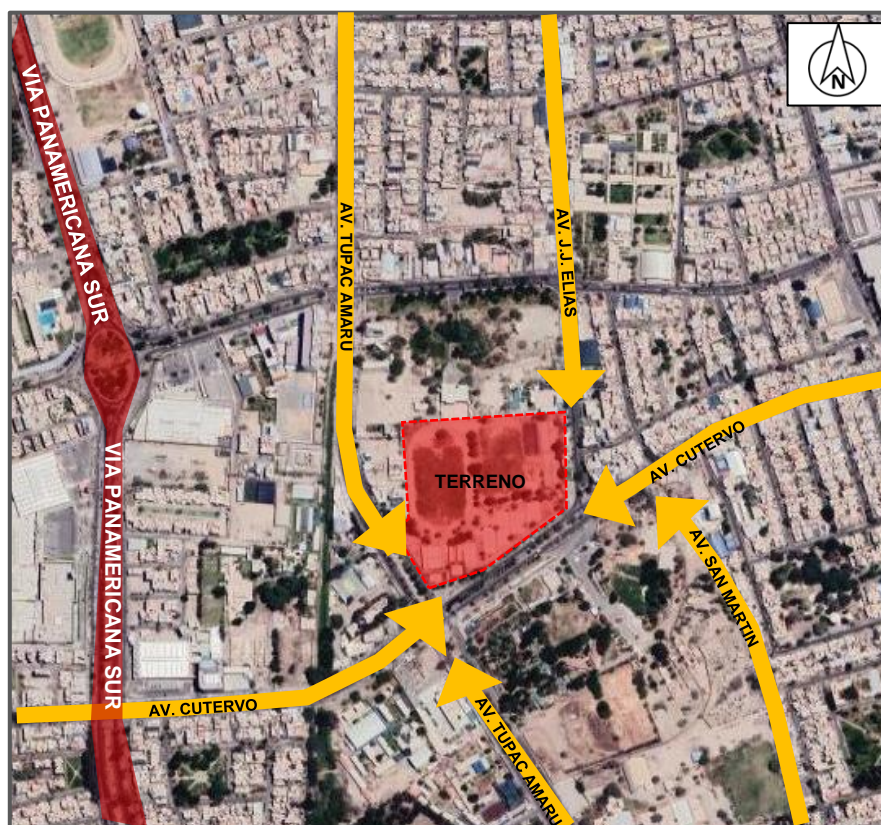 N
VIA PANAMERICANA SUR
AV. TUPAC AMARU
AV. J.J. ELIAS
TERRENO
AV. CUTERVO
AV. SAN MARTIN
VIA PANAMERICANA SUR
AV. CUTERVO
AV. TUPAC AMARU